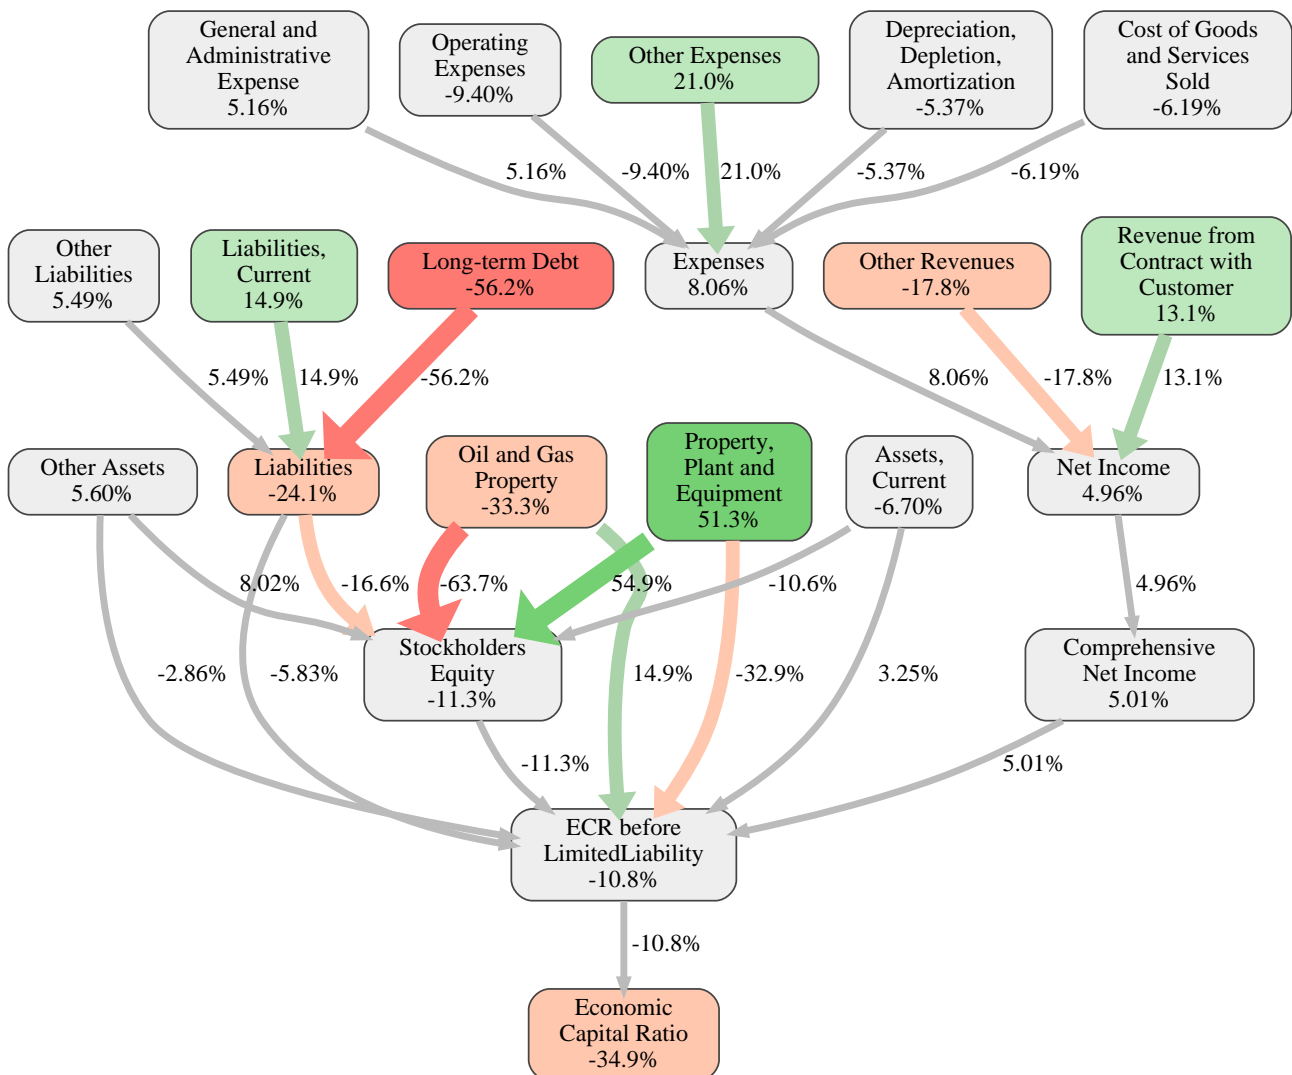 General and
Administrative
Expense
5.16%
Operating
Expenses
-9.40%
Other Expenses
21.0%
Depreciation,
Depletion,
Amortization
-5.37%
Cost of Goods
and Services
Sold
-6.19%
5.16%
-9.40%
21.0%
-5.37%
-6.19%
Other
Liabilities
5.49%
Liabilities,
Current
14.9%
Long-term Debt
-56.2%
Expenses
8.06%
Other Revenues
-17.8%
Revenue from
Contract with
Customer
13.1%
5.49%
14.9%
-56.2%
8.06%
-17.8%
13.1%
Other Assets
5.60%
Liabilities
-24.1%
Oil and Gas
Property
-33.3%
Property,
Plant and
Equipment
51.3%
Assets,
Current
-6.70%
Net Income
4.96%
8.02%
-16.6%
-63.7%
54.9%
-10.6%
4.96%
Stockholders
Equity
-11.3%
Comprehensive
Net Income
5.01%
-2.86%
-5.83%
14.9%
-32.9%
3.25%
-11.3%
5.01%
ECR before
LimitedLiability
-10.8%
-10.8%
Economic
Capital Ratio
-34.9%